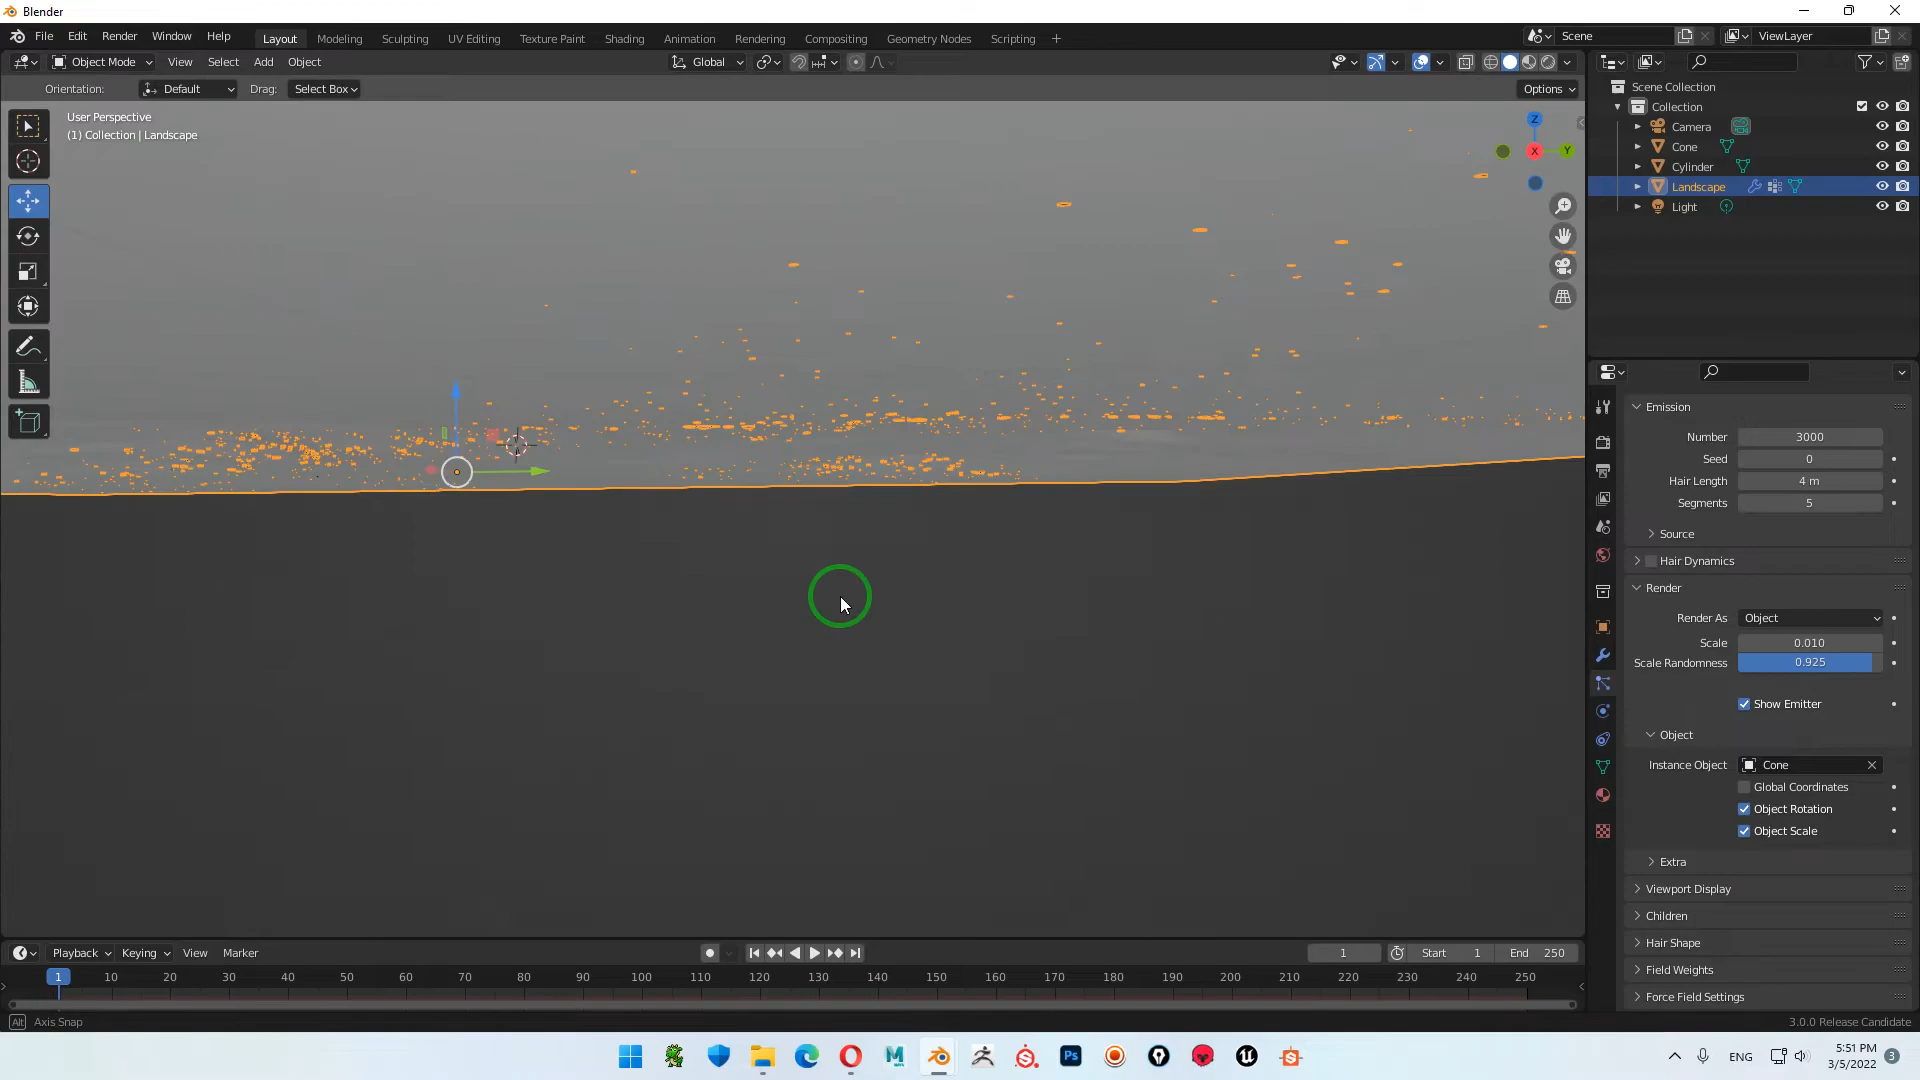 Blender
File Edit Render Window Help
Layout Modeling Sculpting UV Editing Texture Paint Shading Animation Rendering Compositing Geometry Nodes Scripting +
Scene
ViewLayer
Object Mode View Select Add Object
Global
Orientation: Default Drag: Select Box
Options
User Perspective
(1) Collection | Landscape
Z
X
Y
Scene Collection
Collection
Camera
Cone
Cylinder
Landscape
Light
Emission
Number 3000
Seed 0
Hair Length 4 m
Segments 5
Source
Hair Dynamics
Render
Render As Object
Scale 0.010
Scale Randomness 0.925
Show Emitter
Object
Instance Object Cone
Global Coordinates
Object Rotation
Object Scale
Extra
Viewport Display
Children
Hair Shape
Field Weights
Force Field Settings
Playback Keying View Marker
1 Start 1 End 250
1 10 20 30 40 50 60 70 80 90 100 110 120 130 140 150 160 170 180 190 200 210 220 230 240 250
Alt Axis Snap
3.0.0 Release Candidate
M
Ps
ENG
5:51 PM
3/5/2022
3